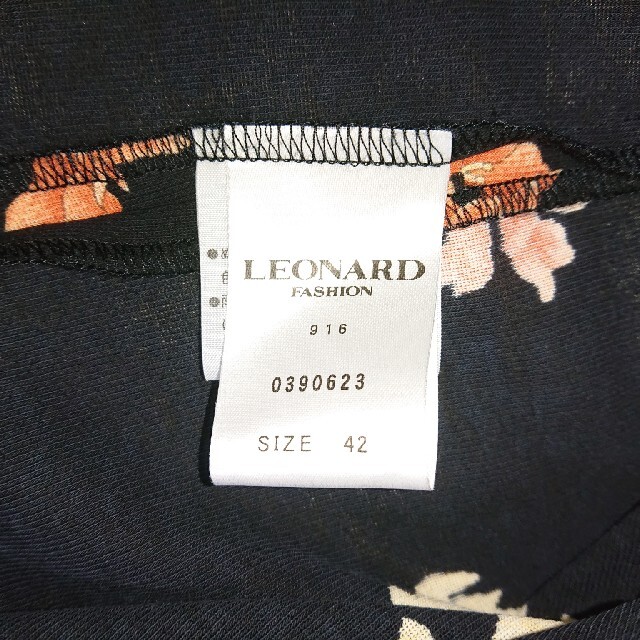 LEONARD
FASHION
916
0390623
SIZE 42